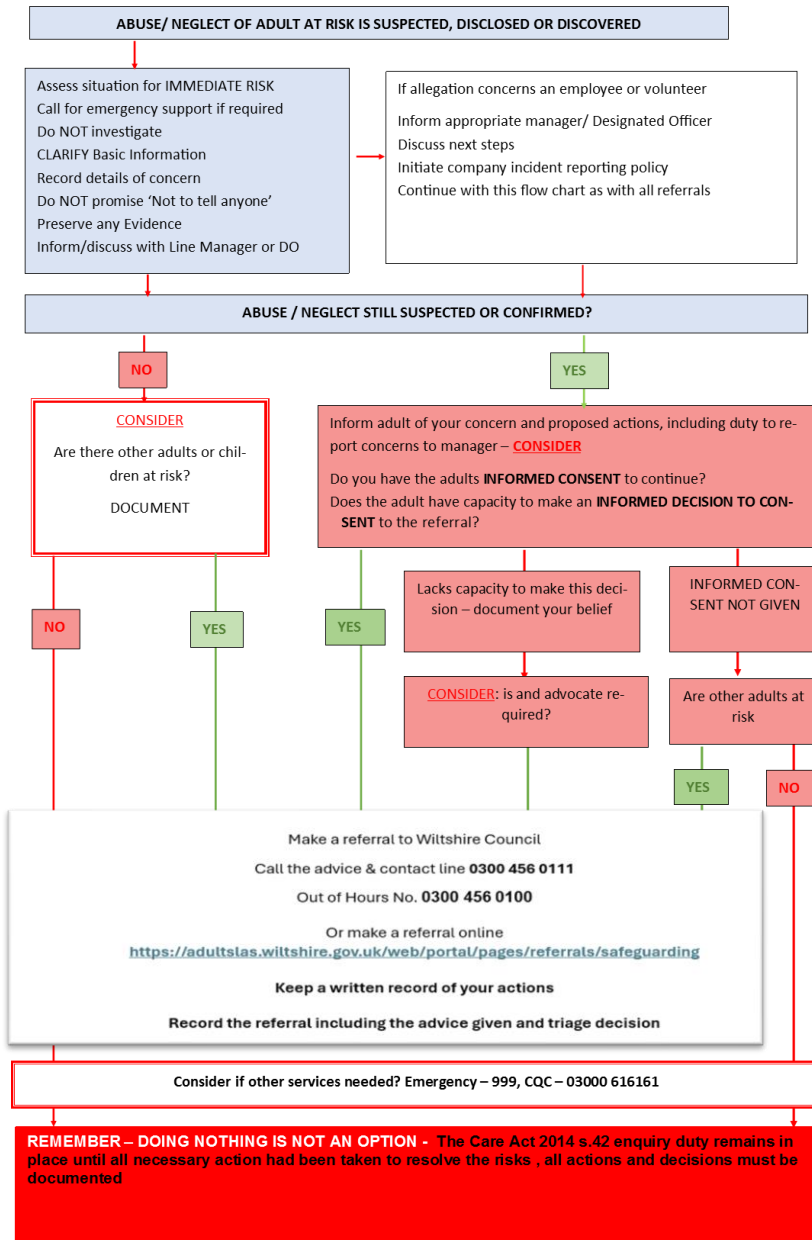 ABUSE/ NEGLECT OF ADULT AT RISK IS SUSPECTED, DISCLOSED OR DISCOVERED
Assess situation for IMMEDIATE RISK
Call for emergency support if required
Do NOT investigate
CLARIFY Basic Information
Record details of concern
Do NOT promise ‘Not to tell anyone’
Preserve any Evidence
Inform/discuss with Line Manager or DO
If allegation concerns an employee or volunteer
Inform appropriate manager/ Designated Officer
Discuss next steps
Initiate company incident reporting policy
Continue with this flow chart as with all referrals
ABUSE / NEGLECT STILL SUSPECTED OR CONFIRMED?
NO
YES
CONSIDER
Are there other adults or chil-
dren at risk?
DOCUMENT
Inform adult of your concern and proposed actions, including duty to re-
port concerns to manager – CONSIDER
Do you have the adults INFORMED CONSENT to continue?
Does the adult have capacity to make an INFORMED DECISION TO CON-
SENT to the referral?
NO
YES
YES
Lacks capacity to make this deci-
sion – document your belief
INFORMED CON-
SENT NOT GIVEN
CONSIDER: is and advocate re-
quired?
Are other adults at
risk
YES
NO
Make a referral to Wiltshire Council
Call the advice & contact line 0300 456 0111
Out of Hours No. 0300 456 0100
Or make a referral online
https://adultslas.wiltshire.gov.uk/web/portal/pages/referrals/safeguarding
Keep a written record of your actions
Record the referral including the advice given and triage decision
Consider if other services needed? Emergency – 999, CQC – 03000 616161
REMEMBER – DOING NOTHING IS NOT AN OPTION - The Care Act 2014 s.42 enquiry duty remains in
place until all necessary action had been taken to resolve the risks , all actions and decisions must be
documented